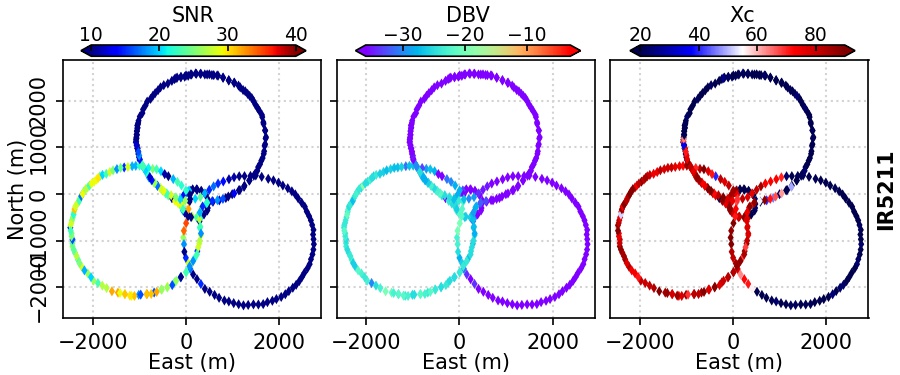 SNR DBV Xc
10 20 30 40 −30 −20 −10 20 40 60 80
North (m)
2000
1000
0
−1000
−2000
−2000 0 2000 −2000 0 2000 −2000 0 2000
East (m) East (m) East (m)
IR5211